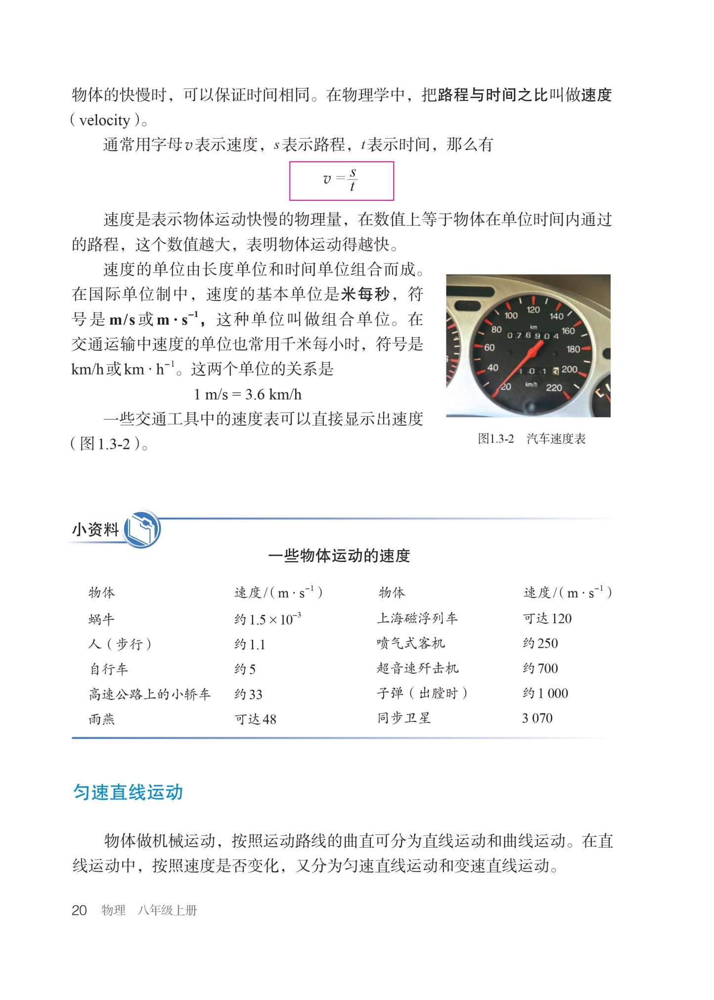 物体的快慢时，可以保证时间相同。在物理学中，把路程与时间之比叫做速度
（velocity）。
通常用字母v表示速度，s表示路程，t表示时间，那么有
v = s/t
速度是表示物体运动快慢的物理量，在数值上等于物体在单位时间内通过
的路程，这个数值越大，表明物体运动得越快。
速度的单位由长度单位和时间单位组合而成。
在国际单位制中，速度的基本单位是米每秒，符
号是 m/s 或 m · s⁻¹，这种单位叫做组合单位。在
交通运输中速度的单位也常用千米每小时，符号是
km/h 或 km · h⁻¹。这两个单位的关系是
1 m/s = 3.6 km/h
一些交通工具中的速度表可以直接显示出速度
（图1.3-2）。
20 40 60 80 100 120 140 160 180 200 220
km
076904
1013
km/h
图1.3-2 汽车速度表
小资料
一些物体运动的速度
物体 速度/(m · s⁻¹) 物体 速度/(m · s⁻¹)
蜗牛 约1.5 × 10⁻³ 上海磁浮列车 可达120
人（步行） 约1.1 喷气式客机 约250
自行车 约5 超音速歼击机 约700
高速公路上的小轿车 约33 子弹（出膛时） 约1 000
雨燕 可达48 同步卫星 3 070
匀速直线运动
物体做机械运动，按照运动路线的曲直可分为直线运动和曲线运动。在直
线运动中，按照速度是否变化，又分为匀速直线运动和变速直线运动。
20 物理 八年级上册